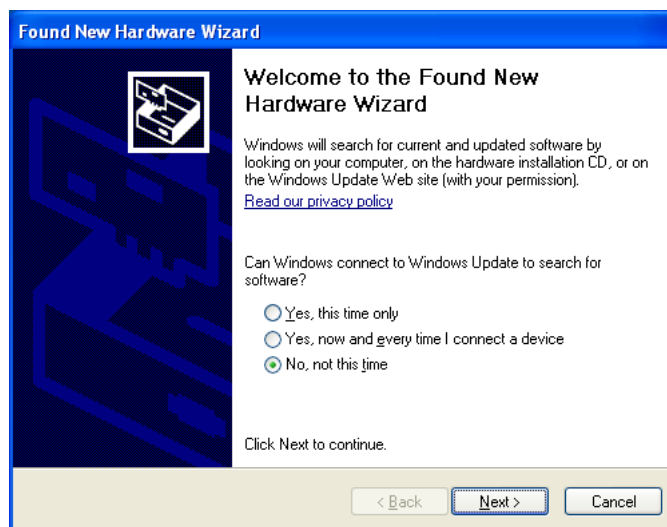 Found New Hardware Wizard
Welcome to the Found New
Hardware Wizard
Windows will search for current and updated software by
looking on your computer, on the hardware installation CD, or on
the Windows Update Web site (with your permission).
Read our privacy policy
Can Windows connect to Windows Update to search for
software?
Yes, this time only
Yes, now and every time I connect a device
No, not this time
Click Next to continue.
< Back
Next >
Cancel